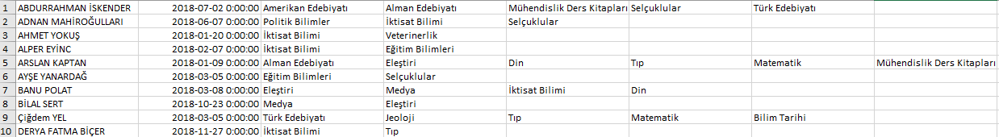 1 ABDURRAHMAN İSKENDER 2018-07-02 0:00:00 Amerikan Edebiyatı Alman Edebiyatı Mühendislik Ders Kitapları Selçuklular Türk Edebiyatı
2 ADNAN MAHİROĞULLARI 2018-06-07 0:00:00 Politik Bilimler İktisat Bilimi Selçuklular
3 AHMET YOKUŞ 2018-01-20 0:00:00 İktisat Bilimi Veterinerlik
4 ALPER EYİNÇ 2018-02-07 0:00:00 İktisat Bilimi Eğitim Bilimleri
5 ARSLAN KAPTAN 2018-01-09 0:00:00 Alman Edebiyatı Eleştiri Din Tıp Matematik Mühendislik Ders Kitapları
6 AYŞE YANARDAĞ 2018-03-05 0:00:00 Eğitim Bilimleri Selçuklular
7 BANU POLAT 2018-03-08 0:00:00 Eleştiri Medya İktisat Bilimi Din
8 BİLAL SERT 2018-10-23 0:00:00 Medya Eleştiri
9 Çiğdem YEL 2018-03-05 0:00:00 Türk Edebiyatı Jeoloji Tıp Matematik Bilim Tarihi
10 DERYA FATMA BİÇER 2018-11-27 0:00:00 İktisat Bilimi Tıp